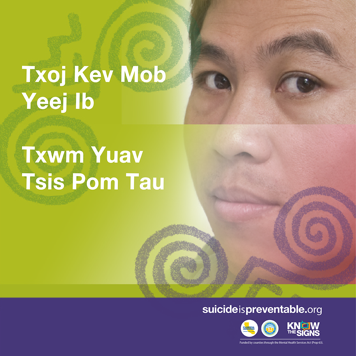 Txoj Kev Mob
Yeej Ib
Txwm Yuav
Tsis Pom Tau
suicideispreventable.org
KNOW
THE SIGNS